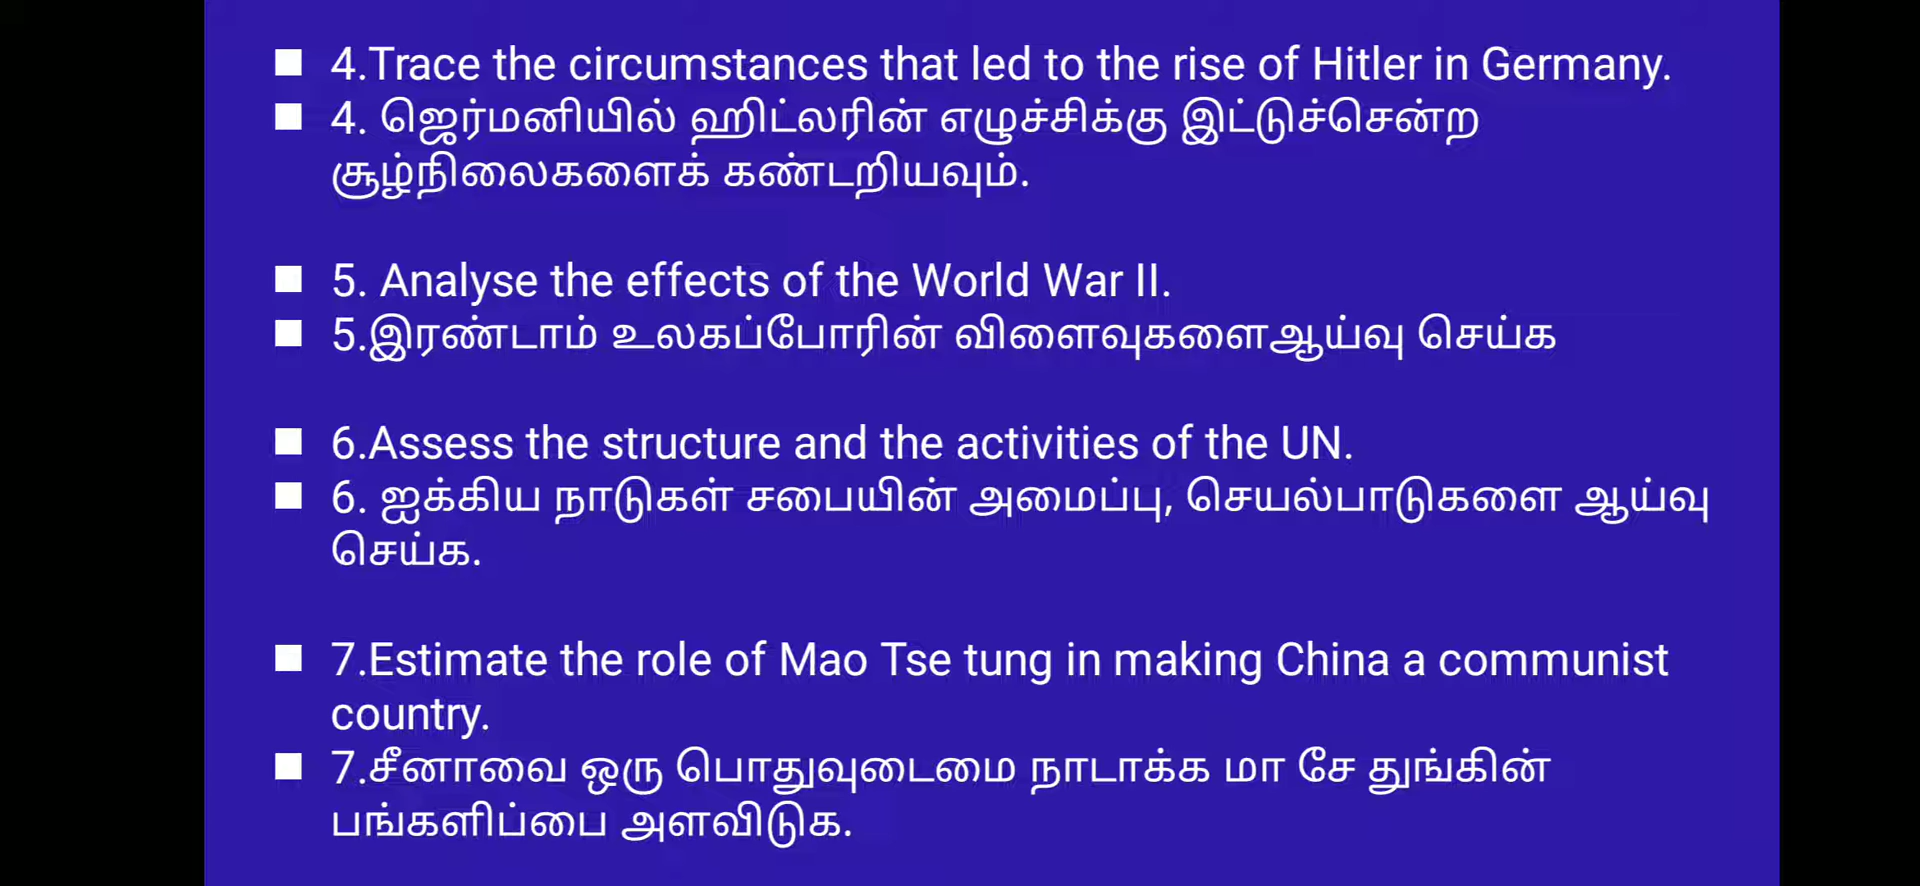 4.Trace the circumstances that led to the rise of Hitler in Germany.
4. ஜெர்மனியில் ஹிட்லரின் எழுச்சிக்கு இட்டுச்சென்ற
சூழ்நிலைகளைக் கண்டறியவும்.
5. Analyse the effects of the World War II.
5.இரண்டாம் உலகப்போரின் விளைவுகளைஆய்வு செய்க
6.Assess the structure and the activities of the UN.
6. ஐக்கிய நாடுகள் சபையின் அமைப்பு, செயல்பாடுகளை ஆய்வு
செய்க.
7.Estimate the role of Mao Tse tung in making China a communist
country.
7.சீனாவை ஒரு பொதுவுடைமை நாடாக்க மா சே துங்கின்
பங்களிப்பை அளவிடுக.